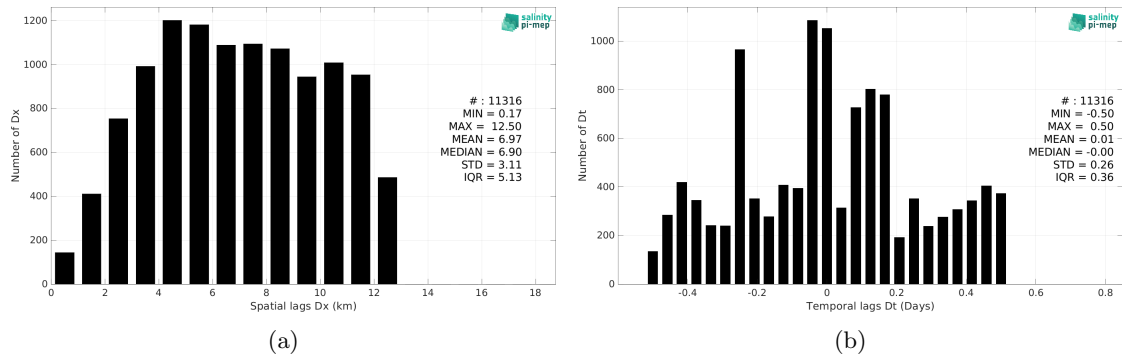 1200
1000
800
600
400
200
0
Number of Dx
0 2 4 6 8 10 12 14 16 18
Spatial lags Dx (km)
salinity
pi-mep
# : 11316
MIN = 0.17
MAX = 12.50
MEAN = 6.97
MEDIAN = 6.90
STD = 3.11
IQR = 5.13
(a)
1000
800
600
400
200
0
Number of Dt
-0.4 -0.2 0 0.2 0.4 0.6 0.8
Temporal lags Dt (Days)
salinity
pi-mep
# : 11316
MIN = -0.50
MAX = 0.50
MEAN = 0.01
MEDIAN = -0.00
STD = 0.26
IQR = 0.36
(b)